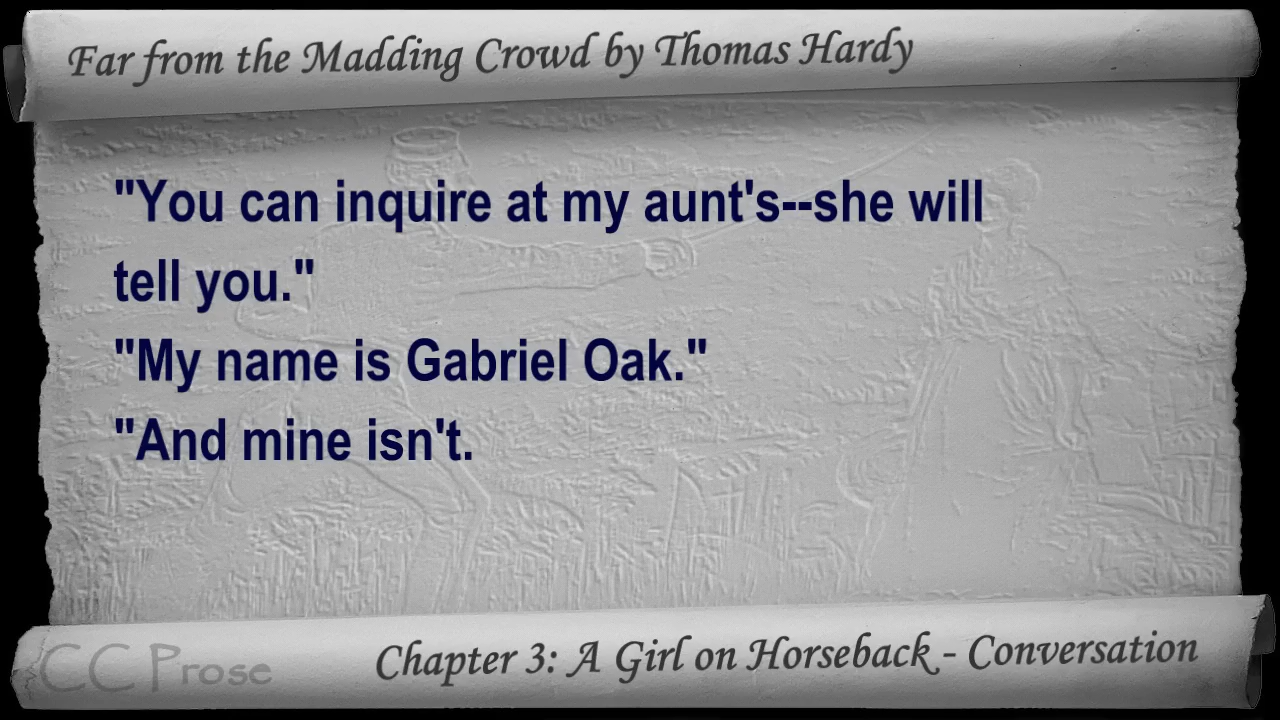 Far from the Madding Crowd by Thomas Hardy
"You can inquire at my aunt's--she will
tell you."
"My name is Gabriel Oak."
"And mine isn't.
CC Prose
Chapter 3: A Girl on Horseback - Conversation